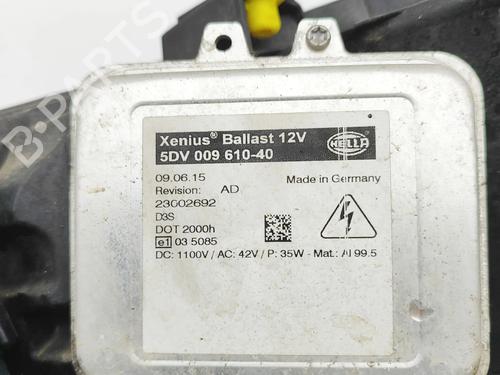 Xenius® Ballast 12V
5DV 009 610-40
HELLA
09.06.15
Made in Germany
Revision: AD
23002692
D3S
DOT 2000h
e1 03 5085
DC: 1100V / AC: 42V / P: 35W - Mat.: Al 99.5
B-PARTS